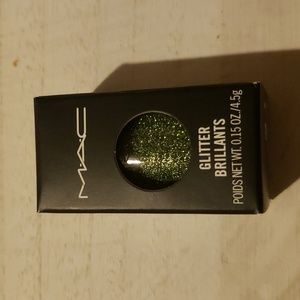 MAC
GLITTER
BRILLANTS
POIDS NET WT. 0.15 OZ./4.5g